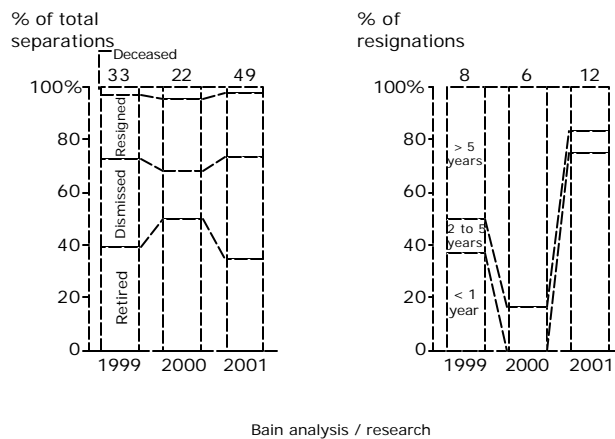 % of total
separations
Deceased
33 22 49
100%
80
60
40
20
0
Resigned
Dismissed
Retired
1999 2000 2001
% of
resignations
8 6 12
100%
80
60
40
20
0
> 5
years
2 to 5
years
< 1
year
1999 2000 2001
Bain analysis / research